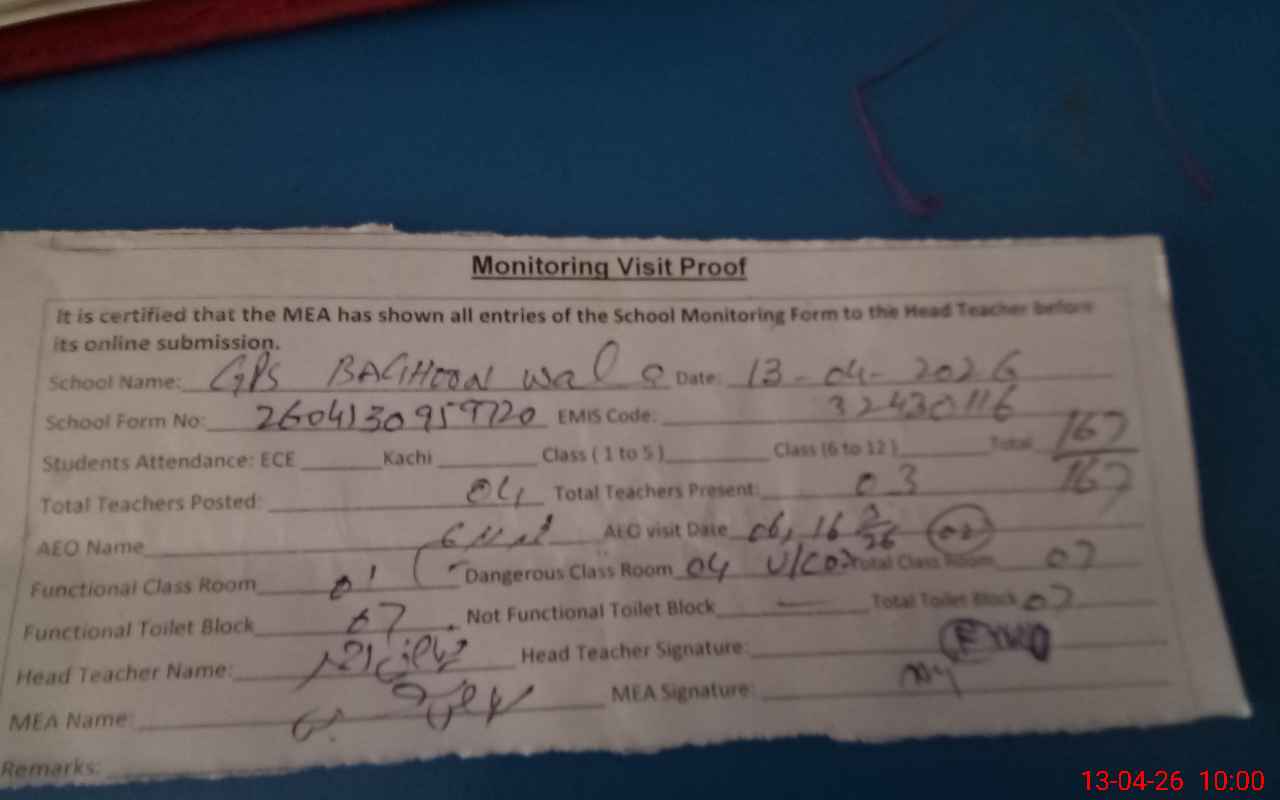 Monitoring Visit Proof
It is certified that the MEA has shown all entries of the School Monitoring Form to the Head Teacher before
its online submission.
School Name: GPS BAGHOON Wala Date: 13-04-2026
School Form No: EMIS Code: 32430116
Students Attendance: ECE Kachi Class ( 1 to 5 ) Class (6 to 12 ) Total 167/167
Total Teachers Posted: 04 Total Teachers Present: 03
AEO Name AEO visit Date 06, 16
Functional Class Room 01 Dangerous Class Room 04 U/C 02 Total Class Room 07
Functional Toilet Block 07 Not Functional Toilet Block — Total Toilet Block 07
Head Teacher Name: Head Teacher Signature:
MEA Name: MEA Signature:
Remarks:
13-04-26 10:00